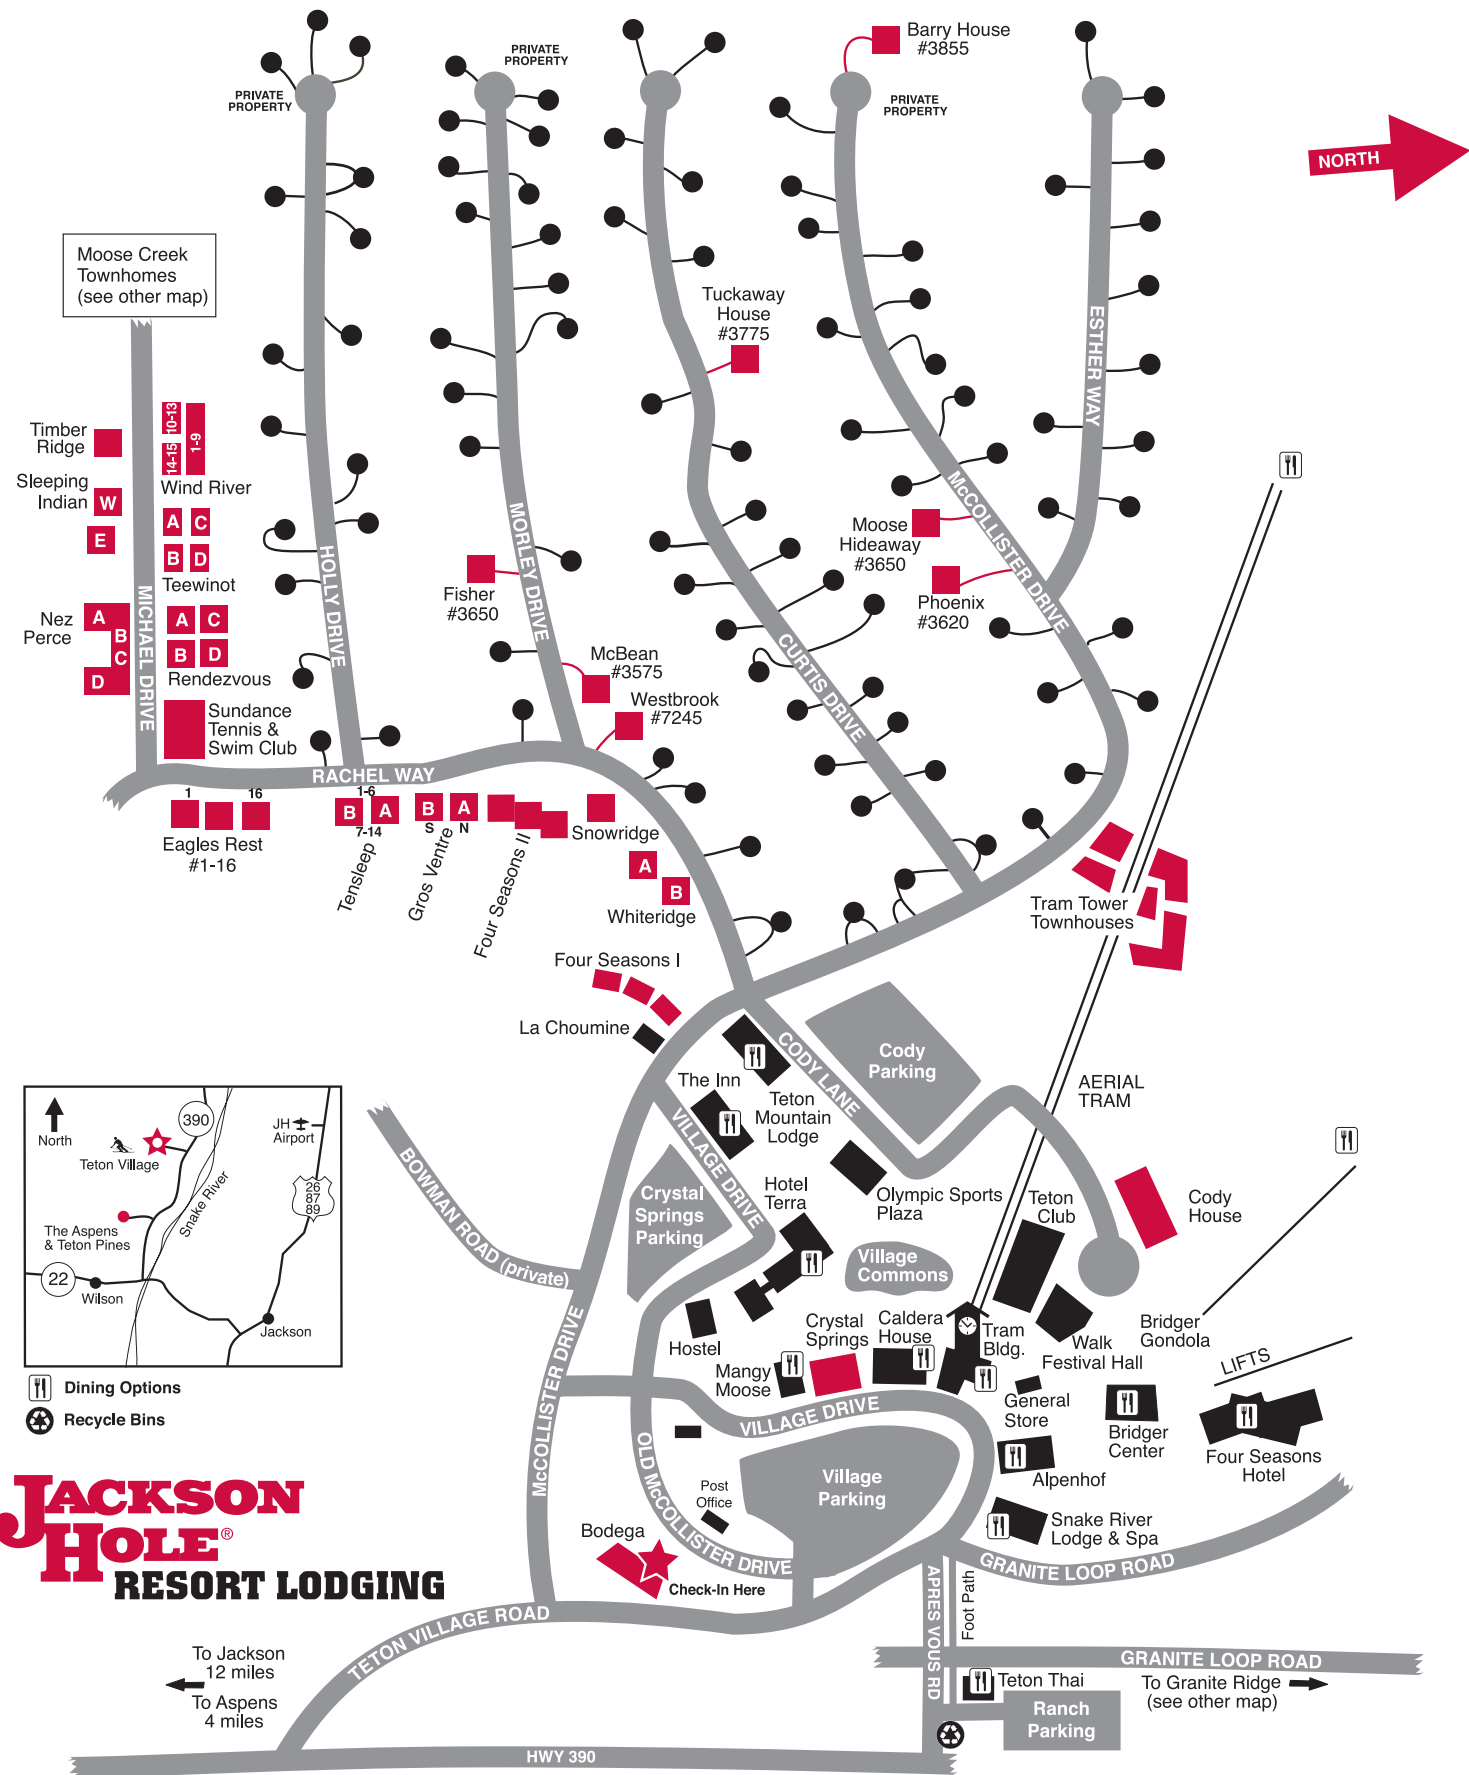 Barry House
#3855
PRIVATE
PROPERTY
PRIVATE
PROPERTY
PRIVATE
PROPERTY
NORTH
Moose Creek
Townhomes
(see other map)
Tuckaway
House
#3775
ESTHER WAY
Timber
Ridge
10-13
14-15
1-9
Wind River
Sleeping
Indian
W
E
A
C
B
D
Teewinot
Nez
Perce
A
B
C
D
A
C
B
D
Rendezvous
MICHAEL DRIVE
HOLLY DRIVE
MORLEY DRIVE
CURTIS DRIVE
McCOLLISTER DRIVE
Moose
Hideaway
#3650
Phoenix
#3620
Fisher
#3650
McBean
#3575
Westbrook
#7245
Sundance
Tennis &
Swim Club
RACHEL WAY
1
16
Eagles Rest
#1-16
1-6
B
A
7-14
Tensleep
B
A
S
N
Gros Ventre
Four Seasons II
Snowridge
A
B
Whiteridge
Tram Tower
Townhouses
Four Seasons I
La Choumine
CODY LANE
Cody
Parking
AERIAL
TRAM
The Inn
Teton
Mountain
Lodge
VILLAGE DRIVE
Olympic Sports
Plaza
Crystal
Springs
Parking
Hotel
Terra
BOWMAN ROAD (private)
Teton
Club
Cody
House
Village
Commons
North
390
JH
Airport
Teton Village
Snake River
26
87
89
The Aspens
& Teton Pines
22
Wilson
Jackson
Dining Options
Recycle Bins
Hostel
Mangy
Moose
Crystal
Springs
Caldera
House
Tram
Bldg.
Walk
Festival Hall
Bridger
Gondola
LIFTS
General
Store
Bridger
Center
Four Seasons
Hotel
McCOLLISTER DRIVE
VILLAGE DRIVE
OLD McCOLLISTER DRIVE
Village
Parking
Alpenhof
Post
Office
Snake River
Lodge & Spa
Bodega
Check-In Here
JACKSON
HOLE®
RESORT LODGING
GRANITE LOOP ROAD
TETON VILLAGE ROAD
APRES VOUS RD
Foot Path
GRANITE LOOP ROAD
To Jackson
12 miles
To Aspens
4 miles
Teton Thai
To Granite Ridge
(see other map)
Ranch
Parking
HWY 390